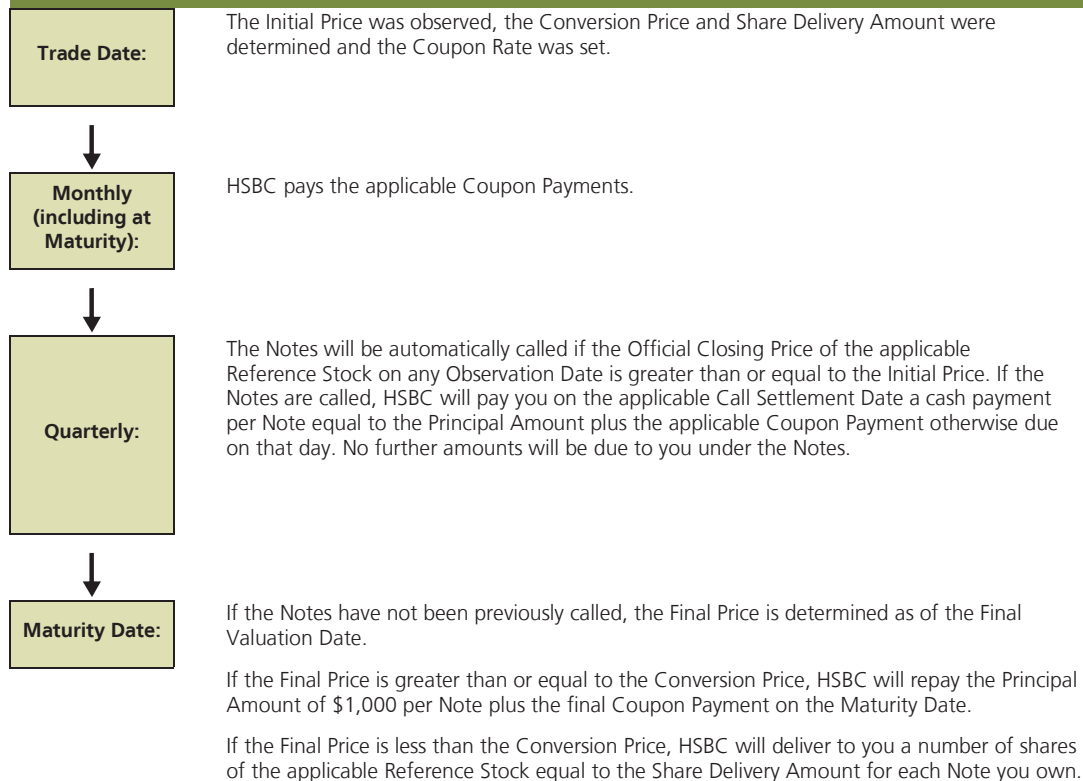 Trade Date:
The Initial Price was observed, the Conversion Price and Share Delivery Amount were
determined and the Coupon Rate was set.
Monthly
(including at
Maturity):
HSBC pays the applicable Coupon Payments.
Quarterly:
The Notes will be automatically called if the Official Closing Price of the applicable
Reference Stock on any Observation Date is greater than or equal to the Initial Price. If the
Notes are called, HSBC will pay you on the applicable Call Settlement Date a cash payment
per Note equal to the Principal Amount plus the applicable Coupon Payment otherwise due
on that day. No further amounts will be due to you under the Notes.
Maturity Date:
If the Notes have not been previously called, the Final Price is determined as of the Final
Valuation Date.
If the Final Price is greater than or equal to the Conversion Price, HSBC will repay the Principal
Amount of $1,000 per Note plus the final Coupon Payment on the Maturity Date.
If the Final Price is less than the Conversion Price, HSBC will deliver to you a number of shares
of the applicable Reference Stock equal to the Share Delivery Amount for each Note you own.